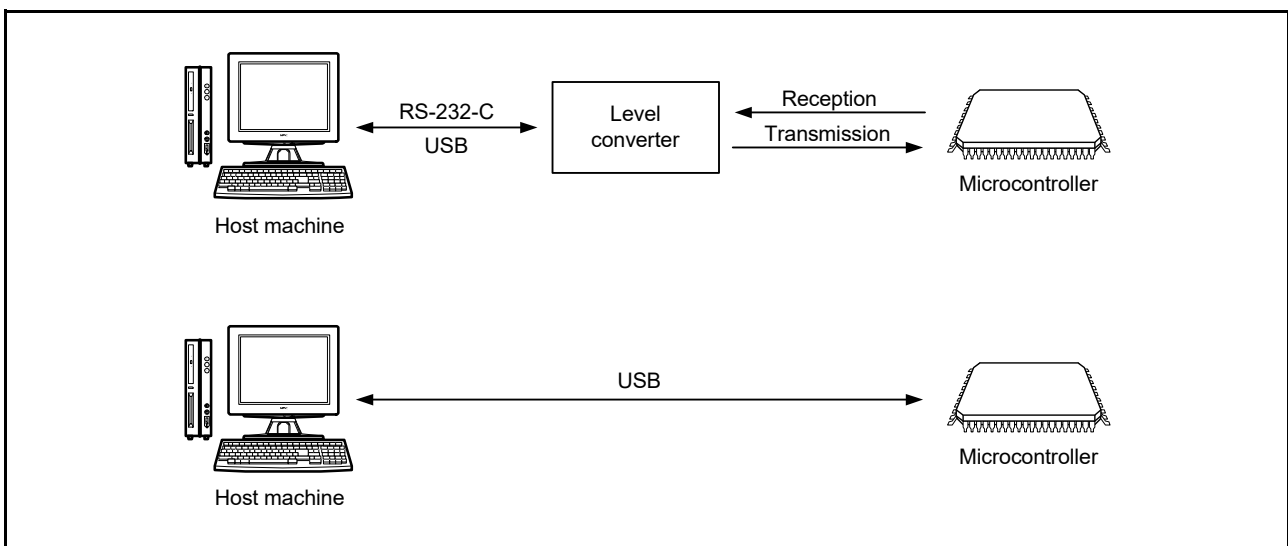 RS-232-C
USB
Level
converter
Reception
Transmission
Microcontroller
Host machine
USB
Microcontroller
Host machine